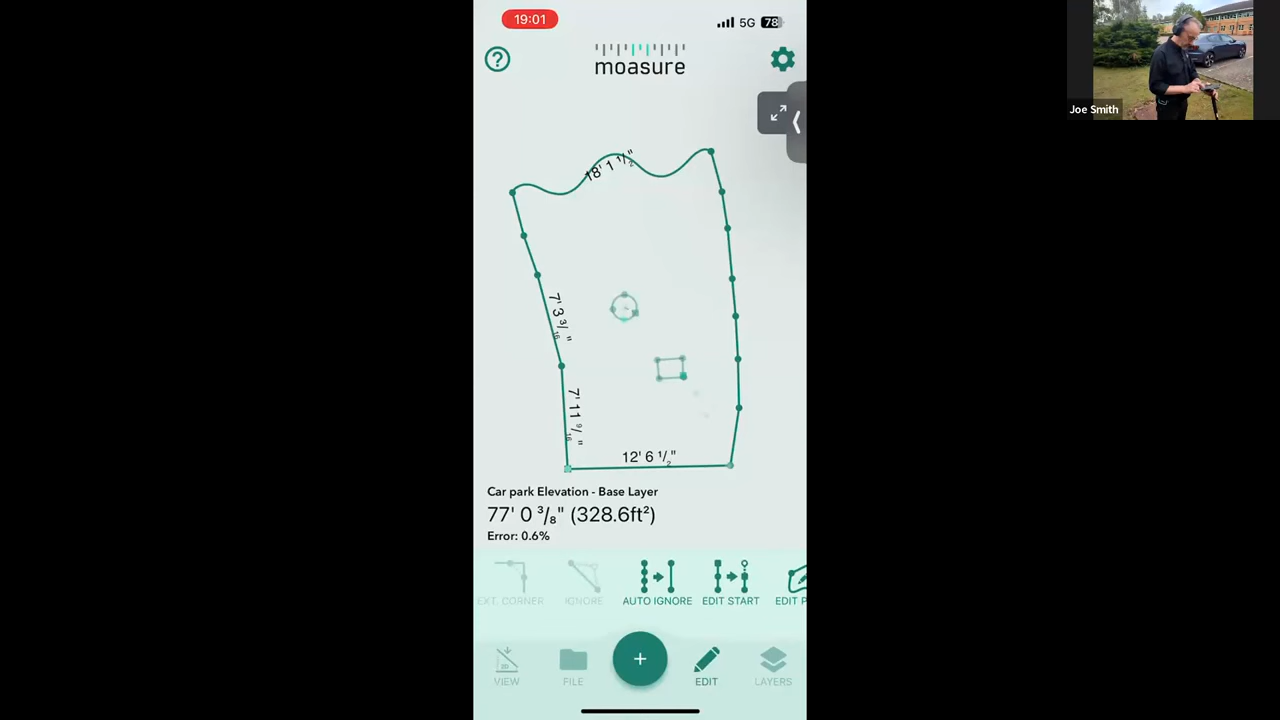 19:01
5G 78
moasure
Joe Smith
18' 1 1/2"
7' 3 3/16"
7' 11 9/16"
12' 6 1/2"
Car park Elevation - Base Layer
77' 0 3/8" (328.6ft²)
Error: 0.6%
EXT. CORNER IGNORE AUTO IGNORE EDIT START EDIT P
+
VIEW FILE EDIT LAYERS